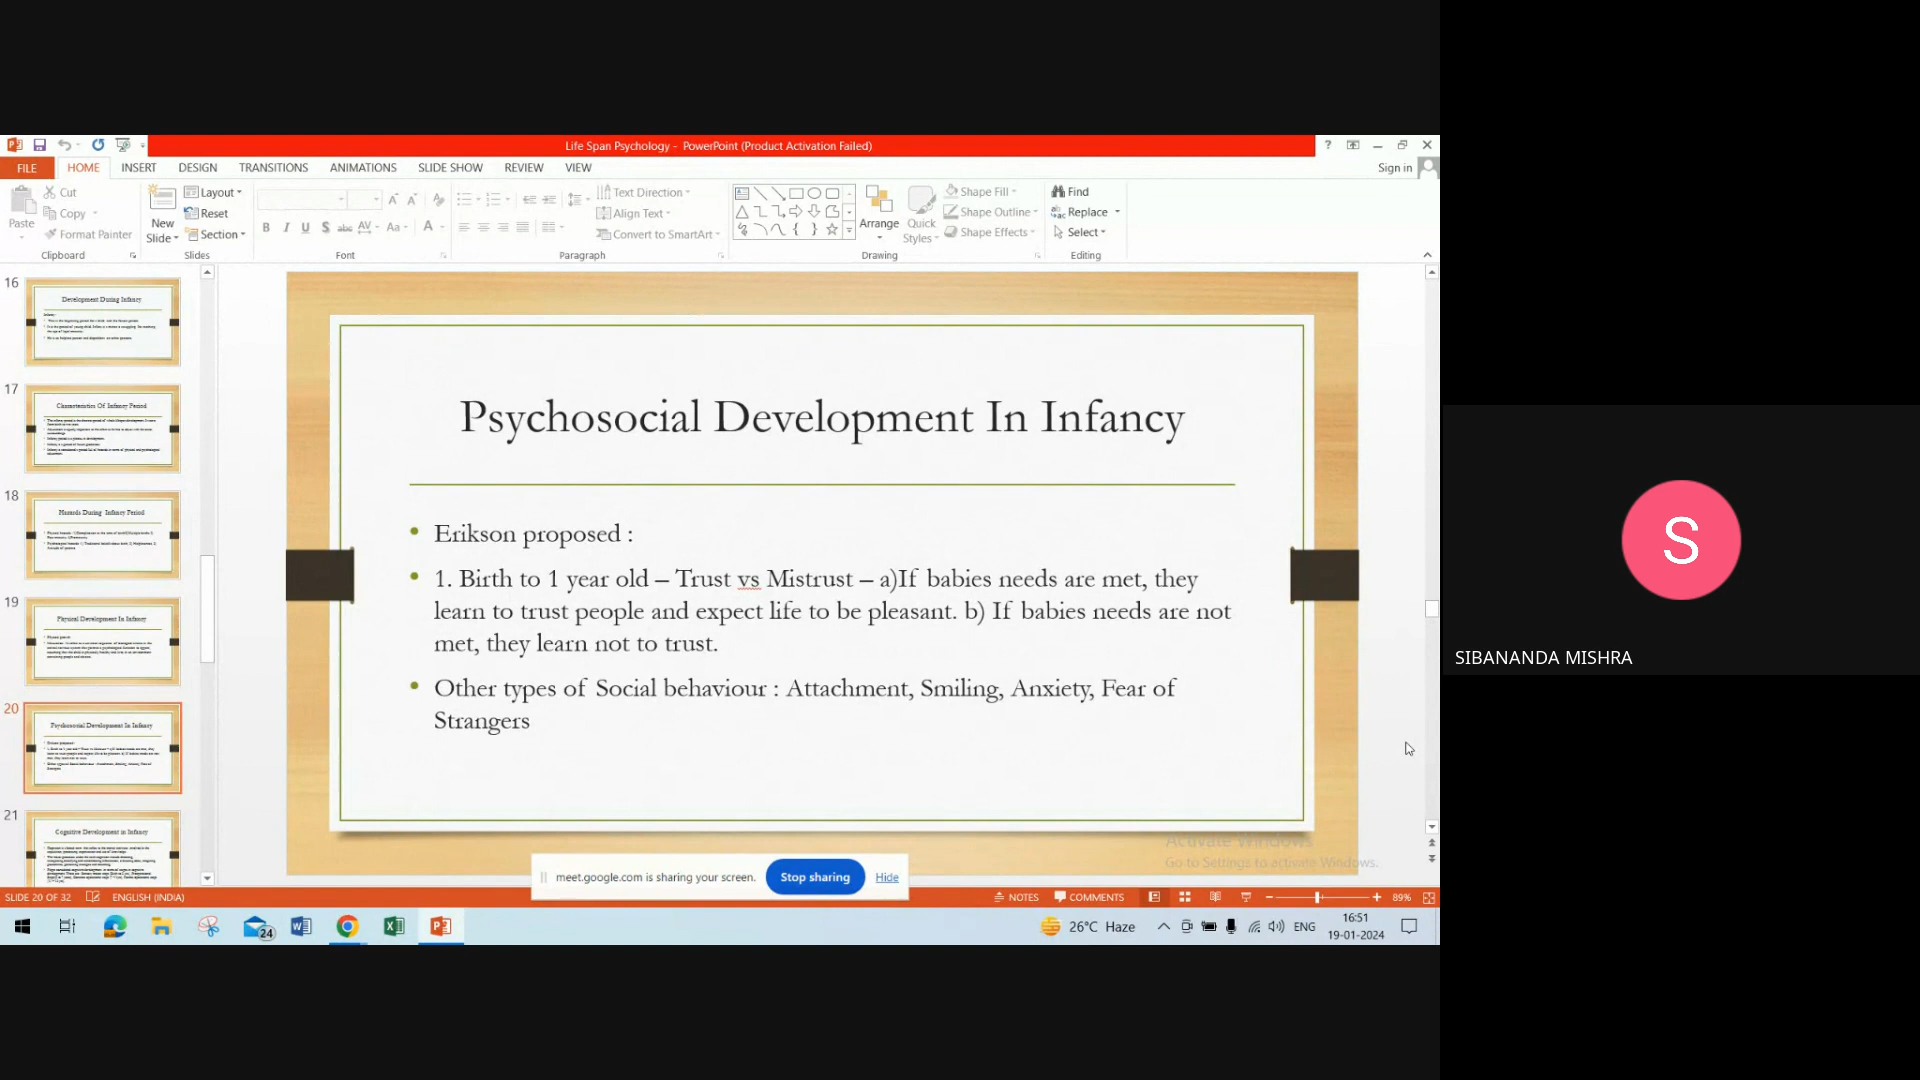 Life Span Psychology - PowerPoint (Product Activation Failed)
FILE HOME INSERT DESIGN TRANSITIONS ANIMATIONS SLIDE SHOW REVIEW VIEW Sign in
Paste Cut Copy Format Painter
Clipboard
New Slide Layout Reset Section
Slides
Font
Text Direction Align Text Convert to SmartArt
Paragraph
Arrange Quick Styles Shape Fill Shape Outline Shape Effects
Drawing
Find Replace Select
Editing
16
Development During Infancy
17
Characteristics Of Infancy Period
18
Hazards During Infancy Period
19
Physical Development In Infancy
20
Psychosocial Development In Infancy
21
Cognitive Development in Infancy
Psychosocial Development In Infancy
• Erikson proposed :
• 1. Birth to 1 year old – Trust vs Mistrust – a)If babies needs are met, they
learn to trust people and expect life to be pleasant. b) If babies needs are not
met, they learn not to trust.
• Other types of Social behaviour : Attachment, Smiling, Anxiety, Fear of
Strangers
Activate Windows
Go to Settings to activate Windows.
meet.google.com is sharing your screen. Stop sharing Hide
SLIDE 20 OF 32 ENGLISH (INDIA) NOTES COMMENTS 89%
24 26°C Haze ENG 16:51
19-01-2024
S
SIBANANDA MISHRA